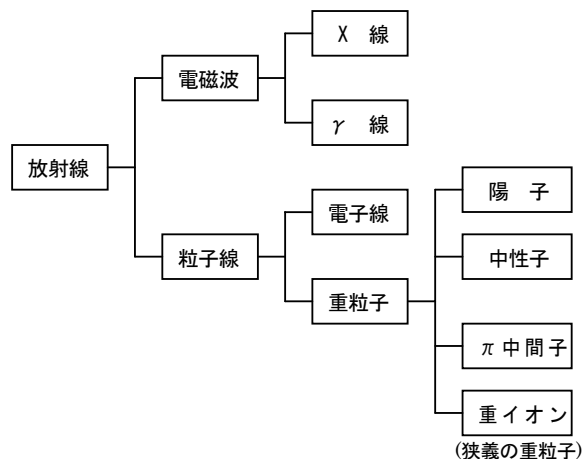 放射線
電磁波
X 線
γ 線
粒子線
電子線
重粒子
陽 子
中性子
π中間子
重イオン
(狭義の重粒子)